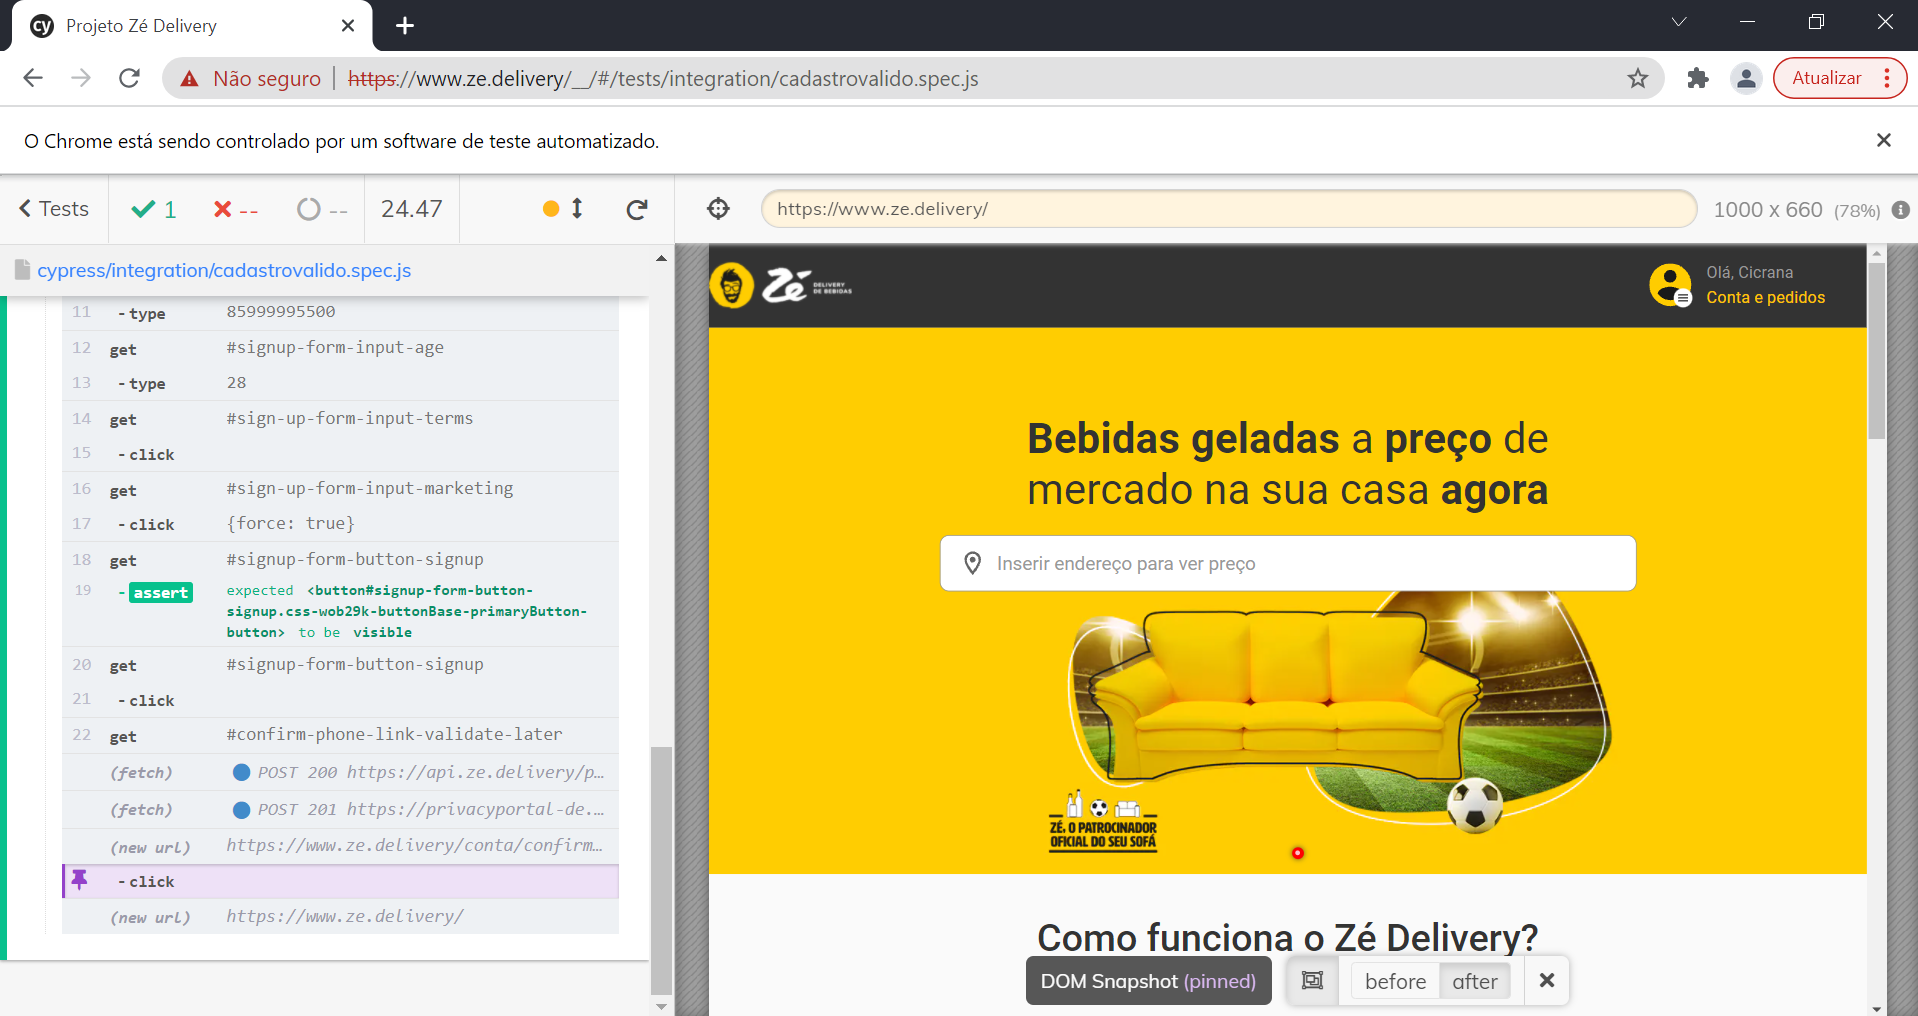 cy Projeto Zé Delivery
Não seguro https://www.ze.delivery/__/#/tests/integration/cadastrovalido.spec.js
Atualizar
O Chrome está sendo controlado por um software de teste automatizado.
Tests 1 -- -- 24.47
https://www.ze.delivery/
1000 x 660 (78%)
cypress/integration/cadastrovalido.spec.js
11 -type 85999995500
12 get #signup-form-input-age
13 -type 28
14 get #sign-up-form-input-terms
15 -click
16 get #sign-up-form-input-marketing
17 -click {force: true}
18 get #signup-form-button-signup
19 -assert expected <button#signup-form-button-
signup.css-wob29k-buttonBase-primaryButton-
button> to be visible
20 get #signup-form-button-signup
21 -click
22 get #confirm-phone-link-validate-later
(fetch) POST 200 https://api.ze.delivery/p...
(fetch) POST 201 https://privacyportal-de....
(new url) https://www.ze.delivery/conta/confirm...
-click
(new url) https://www.ze.delivery/
Zé DELIVERY
DE BEBIDAS
Olá, Cicrana
Conta e pedidos
Bebidas geladas a preço de
mercado na sua casa agora
Inserir endereço para ver preço
ZÉ. O PATROCINADOR
OFICIAL DO SEU SOFÁ
Como funciona o Zé Delivery?
DOM Snapshot (pinned) before after